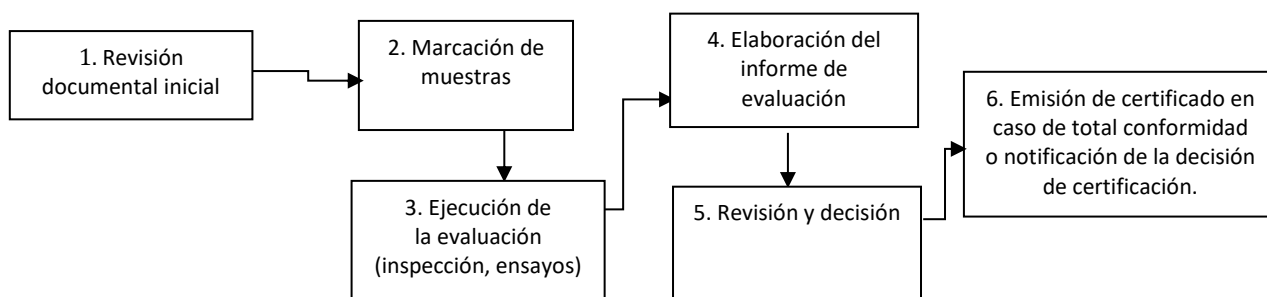 1. Revisión
documental inicial
2. Marcación de
muestras
3. Ejecución de
la evaluación
(inspección, ensayos)
4. Elaboración del
informe de
evaluación
5. Revisión y decisión
6. Emisión de certificado en
caso de total conformidad
o notificación de la decisión
de certificación.